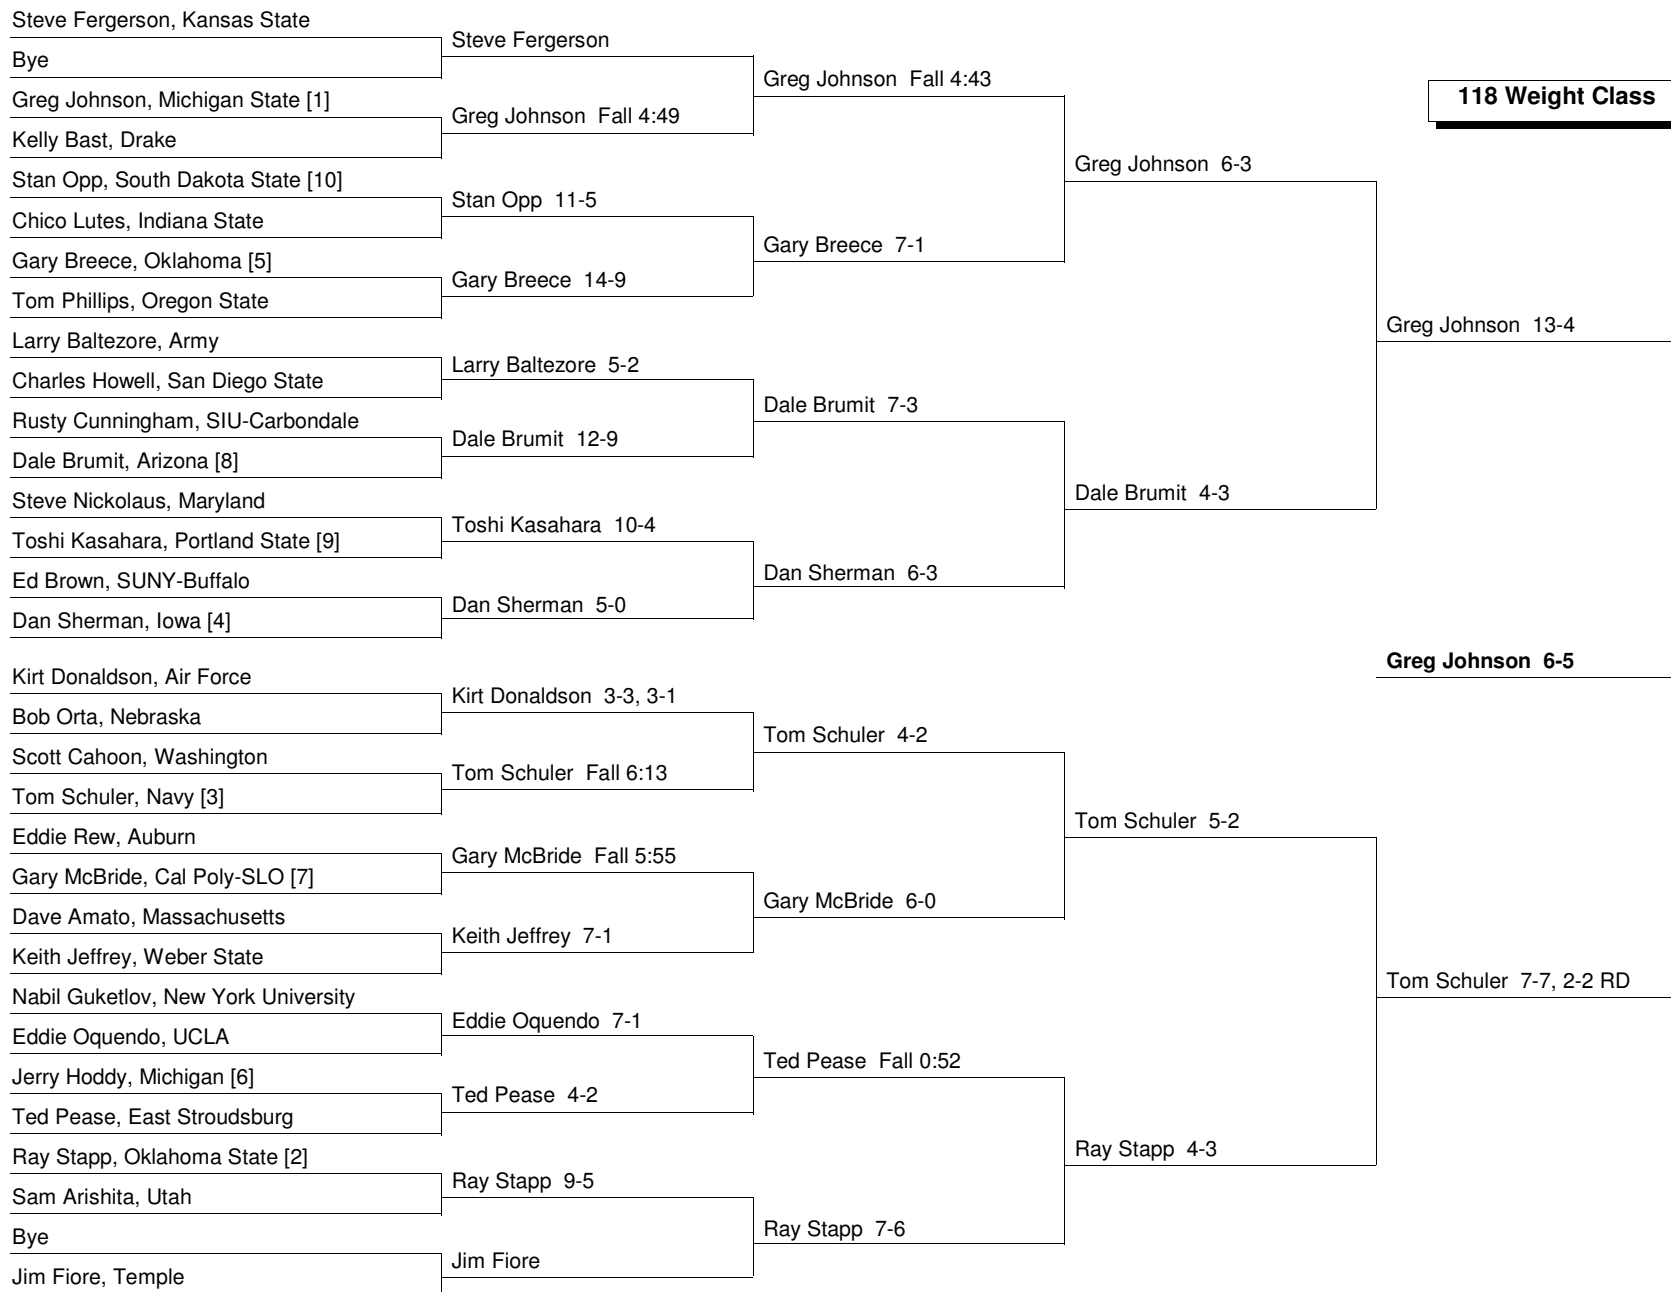 Steve Fergerson, Kansas State
Bye
Greg Johnson, Michigan State [1]
Kelly Bast, Drake
Stan Opp, South Dakota State [10]
Chico Lutes, Indiana State
Gary Breece, Oklahoma [5]
Tom Phillips, Oregon State
Larry Baltezore, Army
Charles Howell, San Diego State
Rusty Cunningham, SIU-Carbondale
Dale Brumit, Arizona [8]
Steve Nickolaus, Maryland
Toshi Kasahara, Portland State [9]
Ed Brown, SUNY-Buffalo
Dan Sherman, Iowa [4]
Kirt Donaldson, Air Force
Bob Orta, Nebraska
Scott Cahoon, Washington
Tom Schuler, Navy [3]
Eddie Rew, Auburn
Gary McBride, Cal Poly-SLO [7]
Dave Amato, Massachusetts
Keith Jeffrey, Weber State
Nabil Guketlov, New York University
Eddie Oquendo, UCLA
Jerry Hoddy, Michigan [6]
Ted Pease, East Stroudsburg
Ray Stapp, Oklahoma State [2]
Sam Arishita, Utah
Bye
Jim Fiore, Temple
Steve Fergerson
Greg Johnson Fall 4:49
Stan Opp 11-5
Gary Breece 14-9
Larry Baltezore 5-2
Dale Brumit 12-9
Toshi Kasahara 10-4
Dan Sherman 5-0
Kirt Donaldson 3-3, 3-1
Tom Schuler Fall 6:13
Gary McBride Fall 5:55
Keith Jeffrey 7-1
Eddie Oquendo 7-1
Ted Pease 4-2
Ray Stapp 9-5
Jim Fiore
Greg Johnson Fall 4:43
Gary Breece 7-1
Dale Brumit 7-3
Dan Sherman 6-3
Tom Schuler 4-2
Gary McBride 6-0
Ted Pease Fall 0:52
Ray Stapp 7-6
Greg Johnson 6-3
Dale Brumit 4-3
Tom Schuler 5-2
Ray Stapp 4-3
118 Weight Class
Greg Johnson 13-4
Greg Johnson 6-5
Tom Schuler 7-7, 2-2 RD